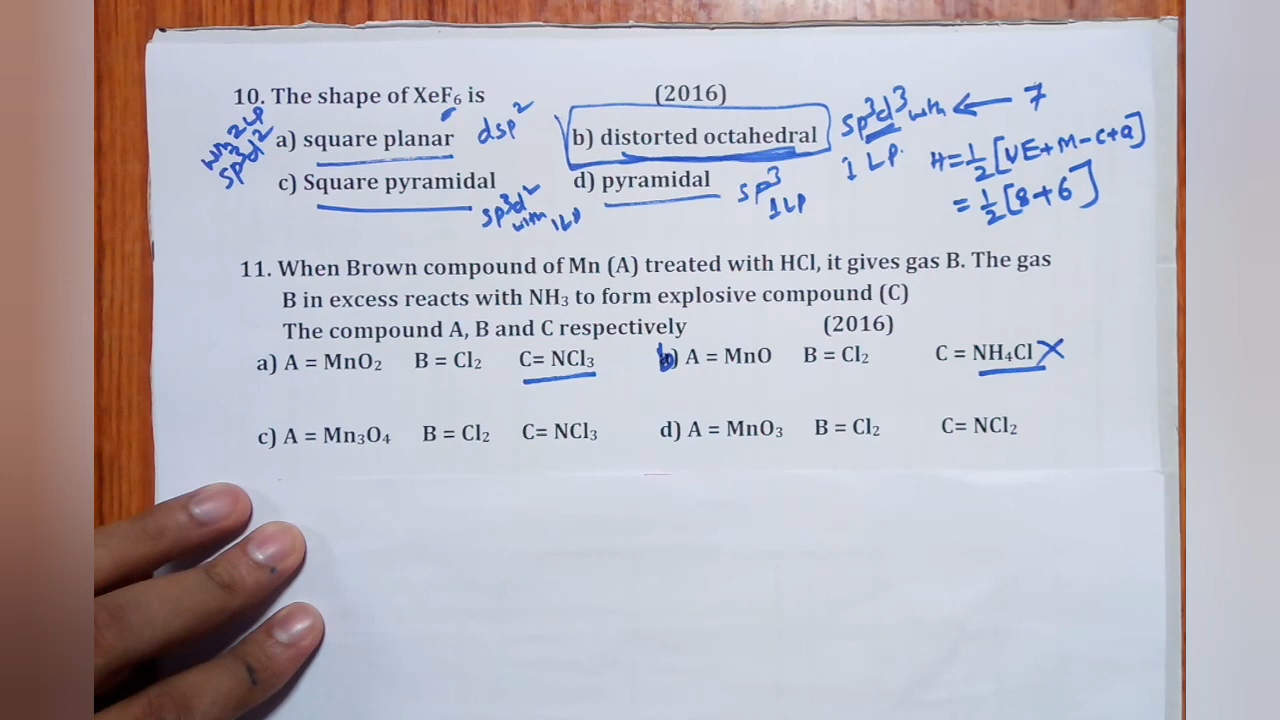 10. The shape of XeF₆ is (2016)
a) square planar dsp² b) distorted octahedral sp³d³ with ← 7
with 2LP sp³d²
1 LP.
H=½[VE+M-C+a]
=½[8+6]
c) Square pyramidal sp³d² with 1LP d) pyramidal sp³ 1LP
11. When Brown compound of Mn (A) treated with HCl, it gives gas B. The gas
B in excess reacts with NH₃ to form explosive compound (C)
The compound A, B and C respectively (2016)
a) A = MnO₂ B = Cl₂ C= NCl₃ b) A = MnO B = Cl₂ C = NH₄Cl ×
c) A = Mn₃O₄ B = Cl₂ C= NCl₃ d) A = MnO₃ B = Cl₂ C= NCl₂